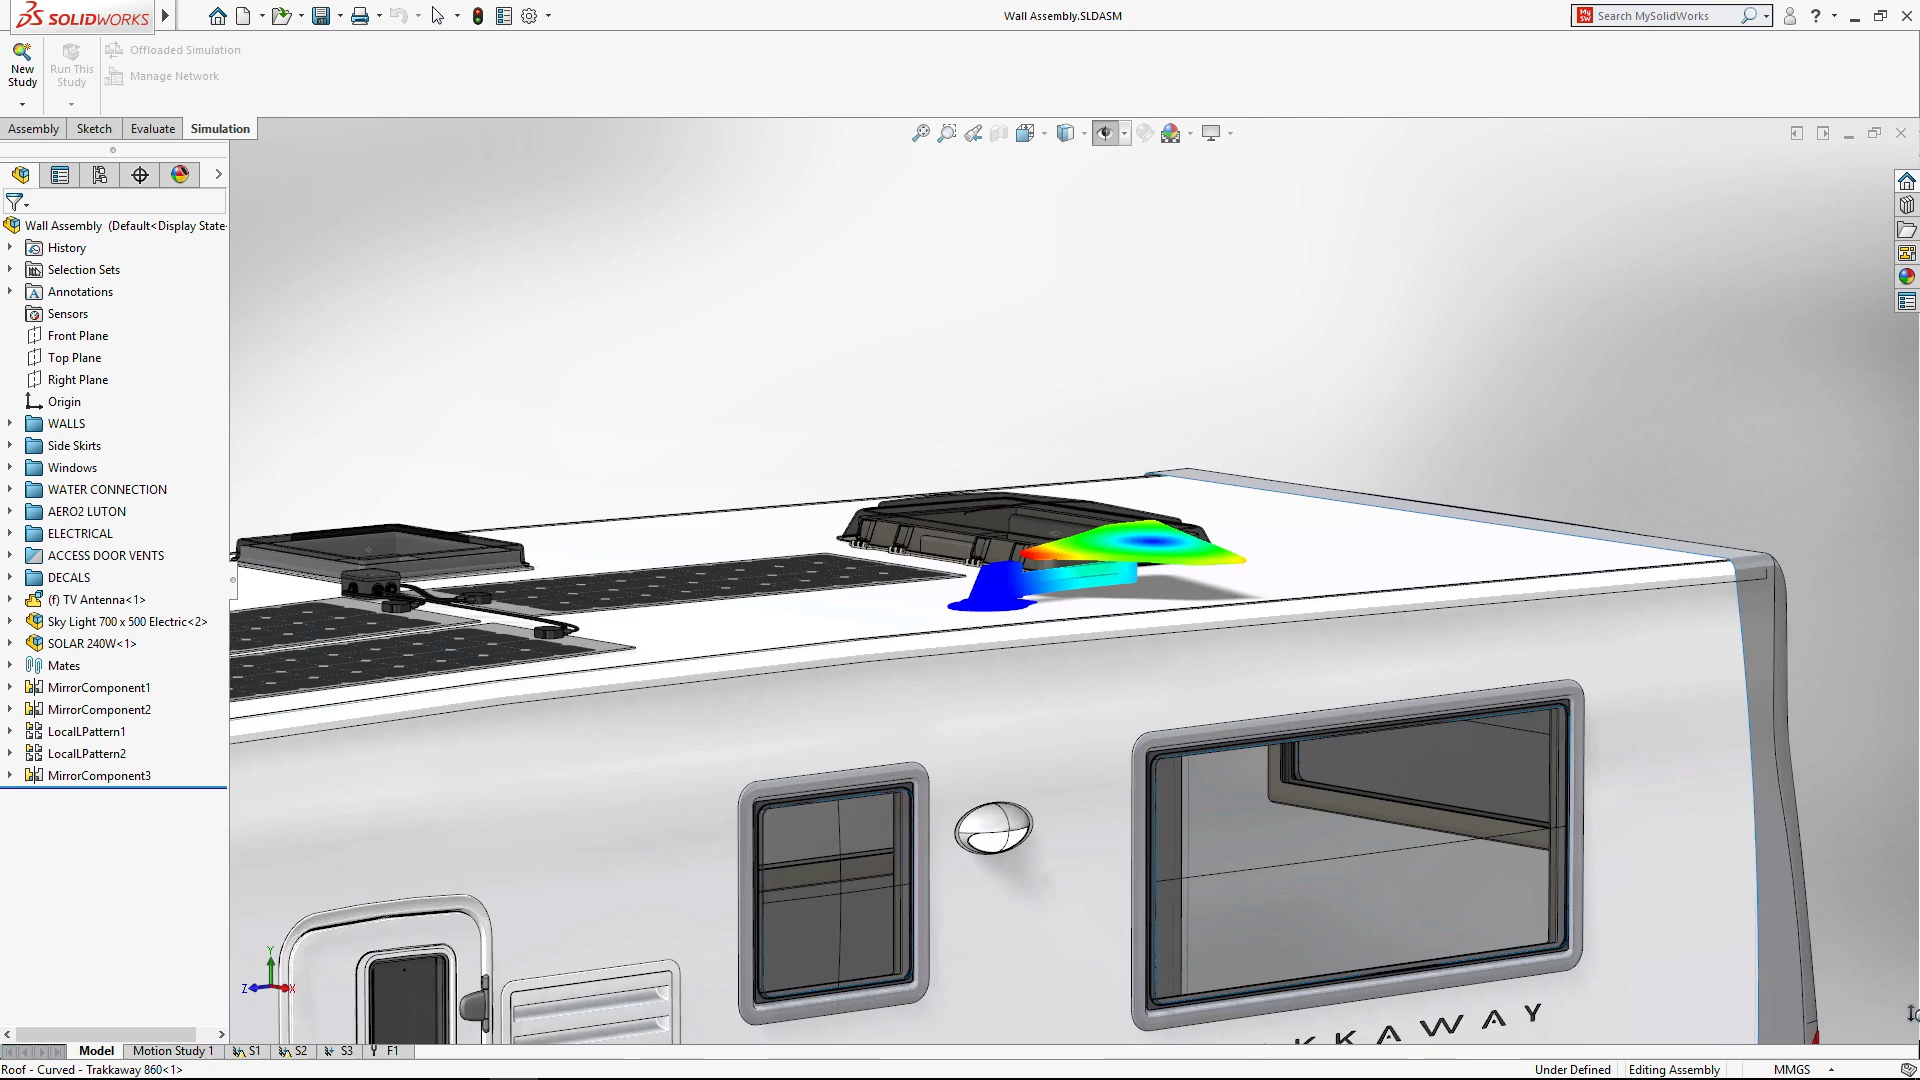 SOLIDWORKS
Wall Assembly.SLDASM
Search MySolidWorks
?
New Study
Run This Study
Offloaded Simulation
Manage Network
Assembly
Sketch
Evaluate
Simulation
Wall Assembly (Default<Display State-
History
Selection Sets
Annotations
Sensors
Front Plane
Top Plane
Right Plane
Origin
WALLS
Side Skirts
Windows
WATER CONNECTION
AERO2 LUTON
ELECTRICAL
ACCESS DOOR VENTS
DECALS
(f) TV Antenna<1>
Sky Light 700 x 500 Electric<2>
SOLAR 240W<1>
Mates
MirrorComponent1
MirrorComponent2
LocalLPattern1
LocalLPattern2
MirrorComponent3
KKAWAY
Y
Z
X
Model
Motion Study 1
S1
S2
S3
F1
Roof - Curved - Trakkaway 860<1>
Under Defined
Editing Assembly
MMGS